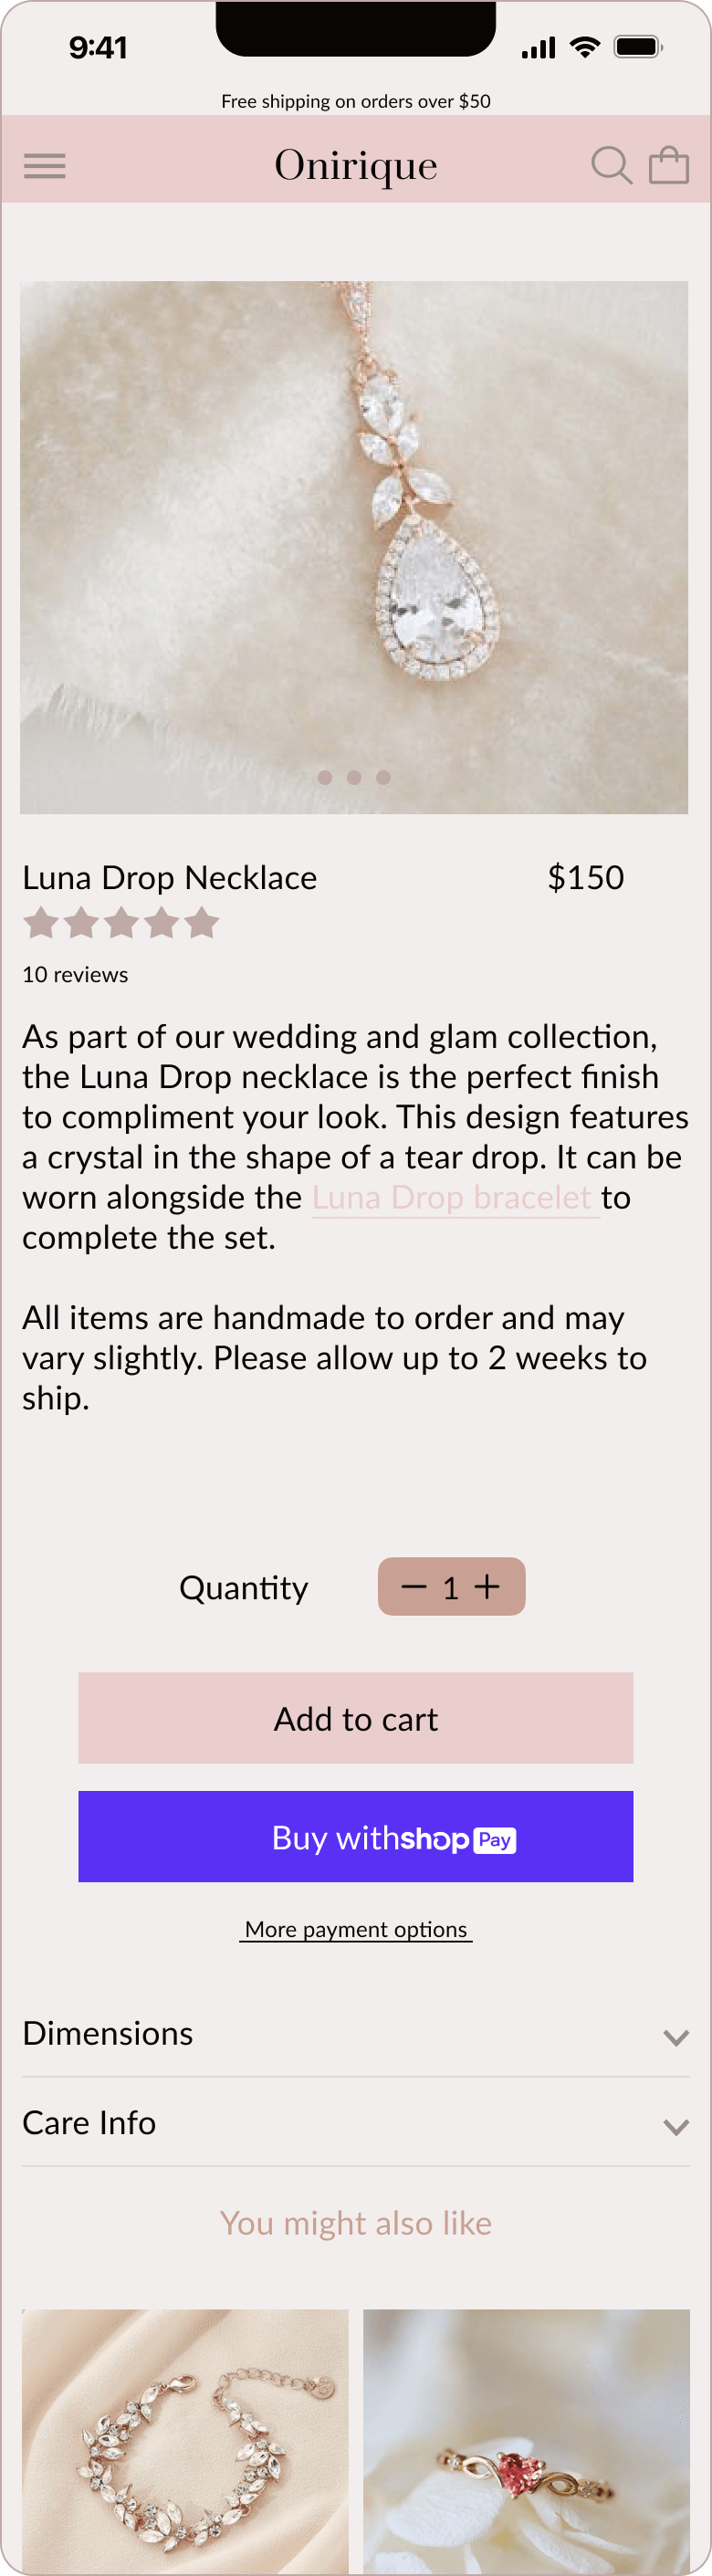 9:41
Free shipping on orders over $50
Onirique
Luna Drop Necklace
$150
10 reviews
As part of our wedding and glam collection,
the Luna Drop necklace is the perfect finish
to compliment your look. This design features
a crystal in the shape of a tear drop. It can be
worn alongside the Luna Drop bracelet to
complete the set.
All items are handmade to order and may
vary slightly. Please allow up to 2 weeks to
ship.
Quantity
− 1 +
Add to cart
Buy with shop Pay
More payment options
Dimensions
Care Info
You might also like